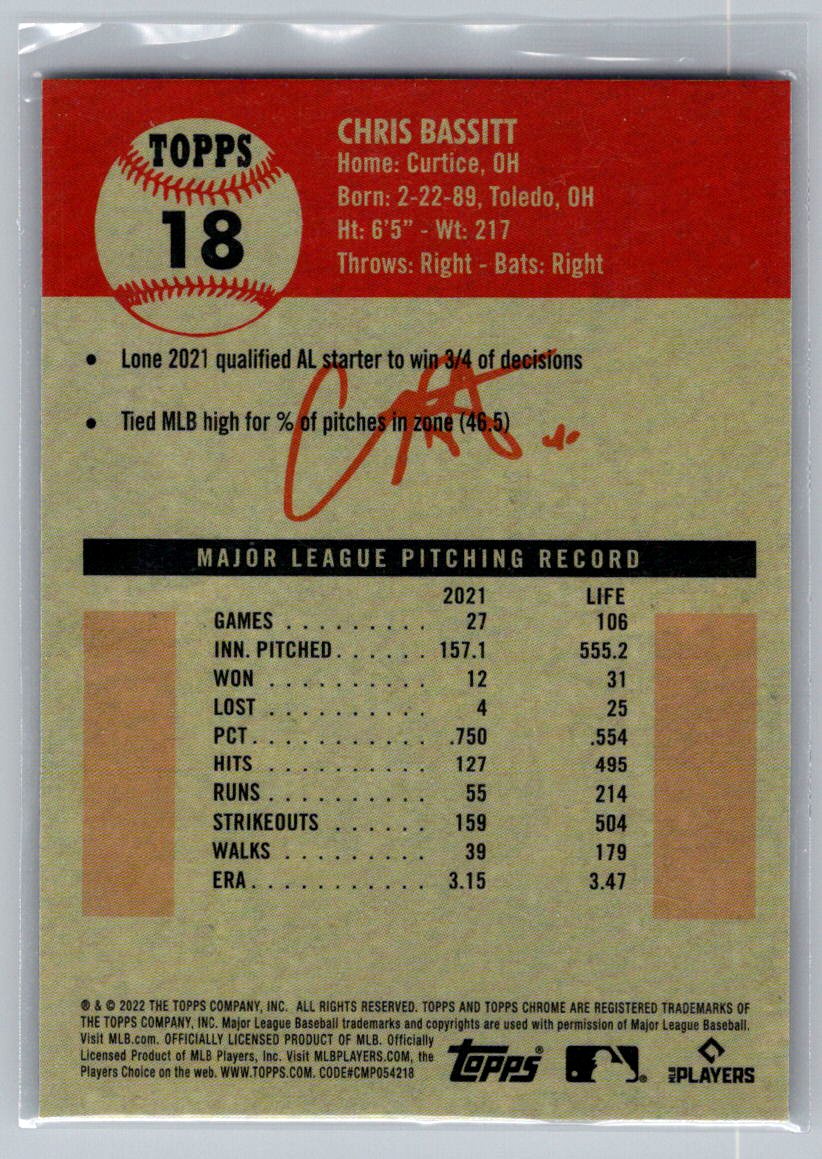 TOPPS
18
CHRIS BASSITT
Home: Curtice, OH
Born: 2-22-89, Toledo, OH
Ht: 6'5" - Wt: 217
Throws: Right - Bats: Right
• Lone 2021 qualified AL starter to win 3/4 of decisions
• Tied MLB high for % of pitches in zone (46.5)
MAJOR LEAGUE PITCHING RECORD
2021 LIFE
GAMES . . . . . . . . . 27 106
INN. PITCHED . . . . . . 157.1 555.2
WON . . . . . . . . . . 12 31
LOST . . . . . . . . . . 4 25
PCT. . . . . . . . . . . .750 .554
HITS . . . . . . . . . . 127 495
RUNS . . . . . . . . . . 55 214
STRIKEOUTS . . . . . . 159 504
WALKS . . . . . . . . . 39 179
ERA . . . . . . . . . . . 3.15 3.47
® & © 2022 THE TOPPS COMPANY, INC. ALL RIGHTS RESERVED. TOPPS AND TOPPS CHROME ARE REGISTERED TRADEMARKS OF
THE TOPPS COMPANY, INC. Major League Baseball trademarks and copyrights are used with permission of Major League Baseball.
Visit MLB.com. OFFICIALLY LICENSED PRODUCT OF MLB. Officially
Licensed Product of MLB Players, Inc. Visit MLBPLAYERS.COM, the
Players Choice on the web. WWW.TOPPS.COM. CODE#CMP054218
TOPPS®
MLB PLAYERS